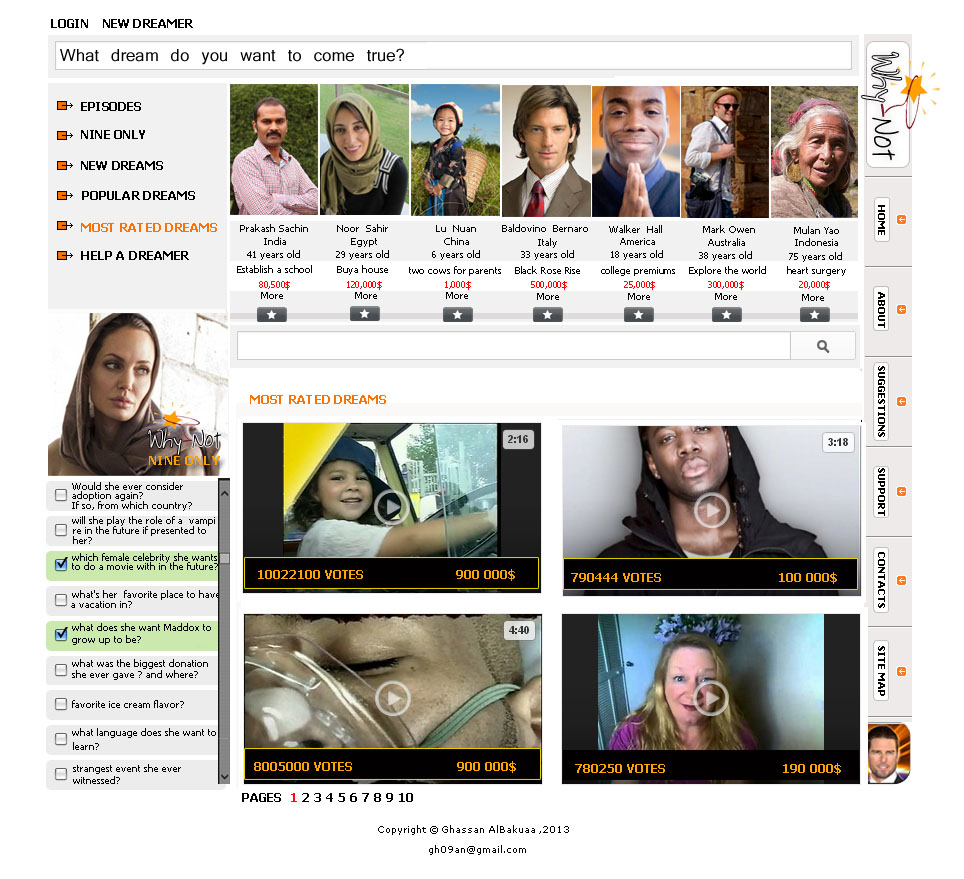 LOGIN NEW DREAMER
What dream do you want to come true?
Why_Not
EPISODES
NINE ONLY
NEW DREAMS
POPULAR DREAMS
MOST RATED DREAMS
HELP A DREAMER
Prakash Sachin
India
41 years old
Establish a school
80,500$
More
Noor Sahir
Egypt
29 years old
Buya house
120,000$
More
Lu Nuan
China
6 years old
two cows for parents
1,000$
More
Baldovino Bernaro
Italy
33 years old
Black Rose Rise
500,000$
More
Walker Hall
America
18 years old
college premiums
25,000$
More
Mark Owen
Australia
38 years old
Explore the world
300,000$
More
Mulan Yao
Indonesia
75 years old
heart surgery
20,000$
More
HOME
ABOUT
SUGGESTIONS
SUPPORT
CONTACTS
SITE MAP
Why_Not
NINE ONLY
Would she ever consider
adoption again?
If so, from which country?
will she play the role of a vampi
re in the future if presented to
her?
which female celebrity she wants
to do a movie with in the future?
what's her favorite place to have
a vacation in?
what does she want Maddox to
grow up to be?
what was the biggest donation
she ever gave ? and where?
favorite ice cream flavor?
what language does she want to
learn?
strangest event she ever
witnessed?
MOST RATED DREAMS
2:16
10022100 VOTES 900 000$
3:18
790444 VOTES 100 000$
4:40
8005000 VOTES 900 000$
780250 VOTES 190 000$
PAGES 1 2 3 4 5 6 7 8 9 10
Copyright © Ghassan AlBakuaa ,2013
gh09an@gmail.com